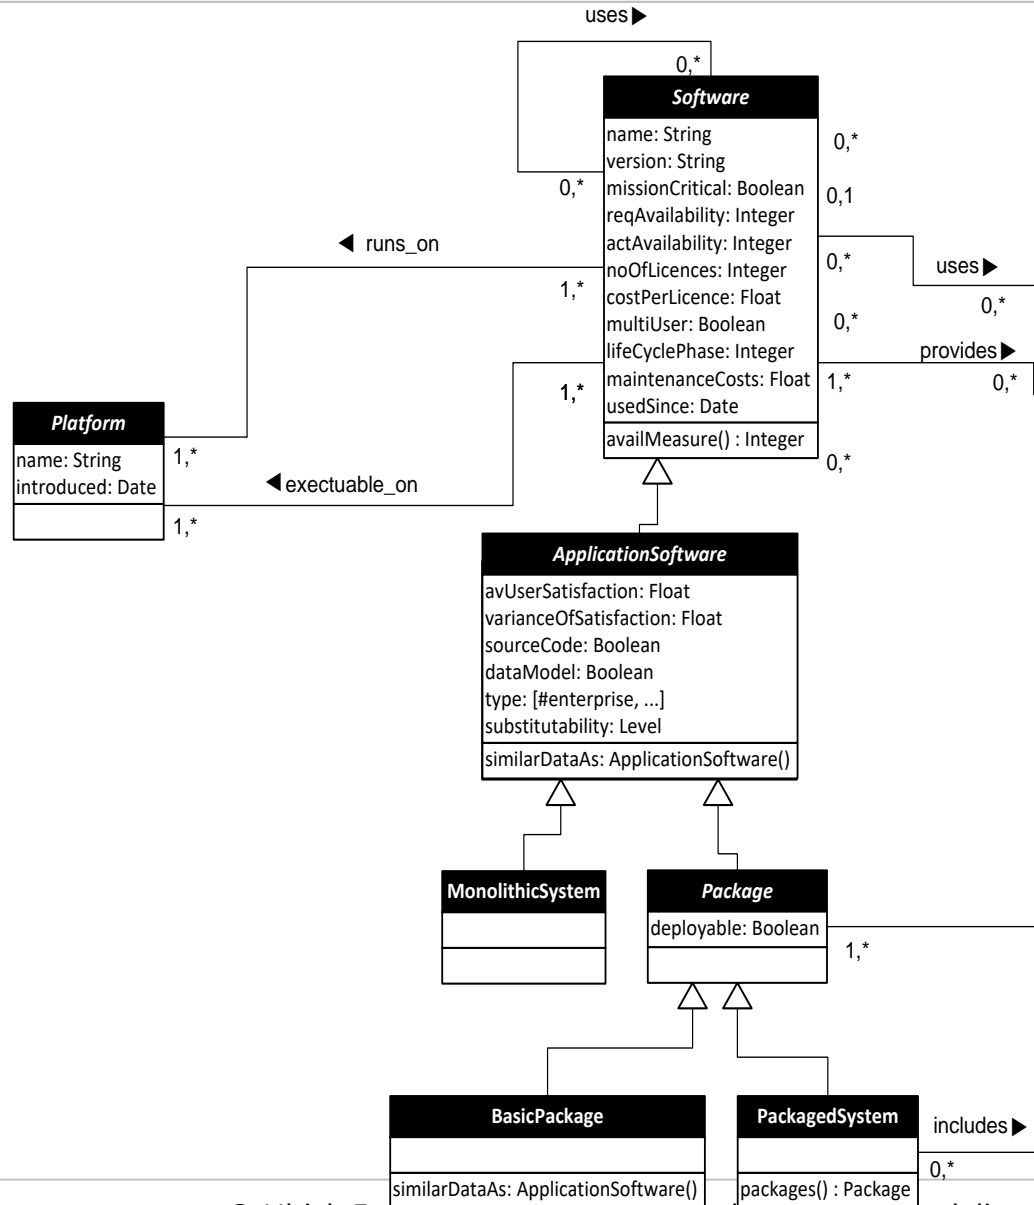 uses▶
0,*
Software
name: String
version: String
missionCritical: Boolean
reqAvailability: Integer
actAvailability: Integer
noOfLicences: Integer
costPerLicence: Float
multiUser: Boolean
lifeCyclePhase: Integer
maintenanceCosts: Float
usedSince: Date
availMeasure() : Integer
0,*
0,*
0,1
0,*
0,*
1,*
0,*
uses▶
0,*
provides▶
0,*
◀ runs_on
1,*
1,*
◀exectuable_on
Platform
name: String
introduced: Date
1,*
1,*
ApplicationSoftware
avUserSatisfaction: Float
varianceOfSatisfaction: Float
sourceCode: Boolean
dataModel: Boolean
type: [#enterprise, ...]
substitutability: Level
similarDataAs: ApplicationSoftware()
MonolithicSystem
Package
deployable: Boolean
1,*
BasicPackage
similarDataAs: ApplicationSoftware()
PackagedSystem
packages() : Package
includes▶
0,*